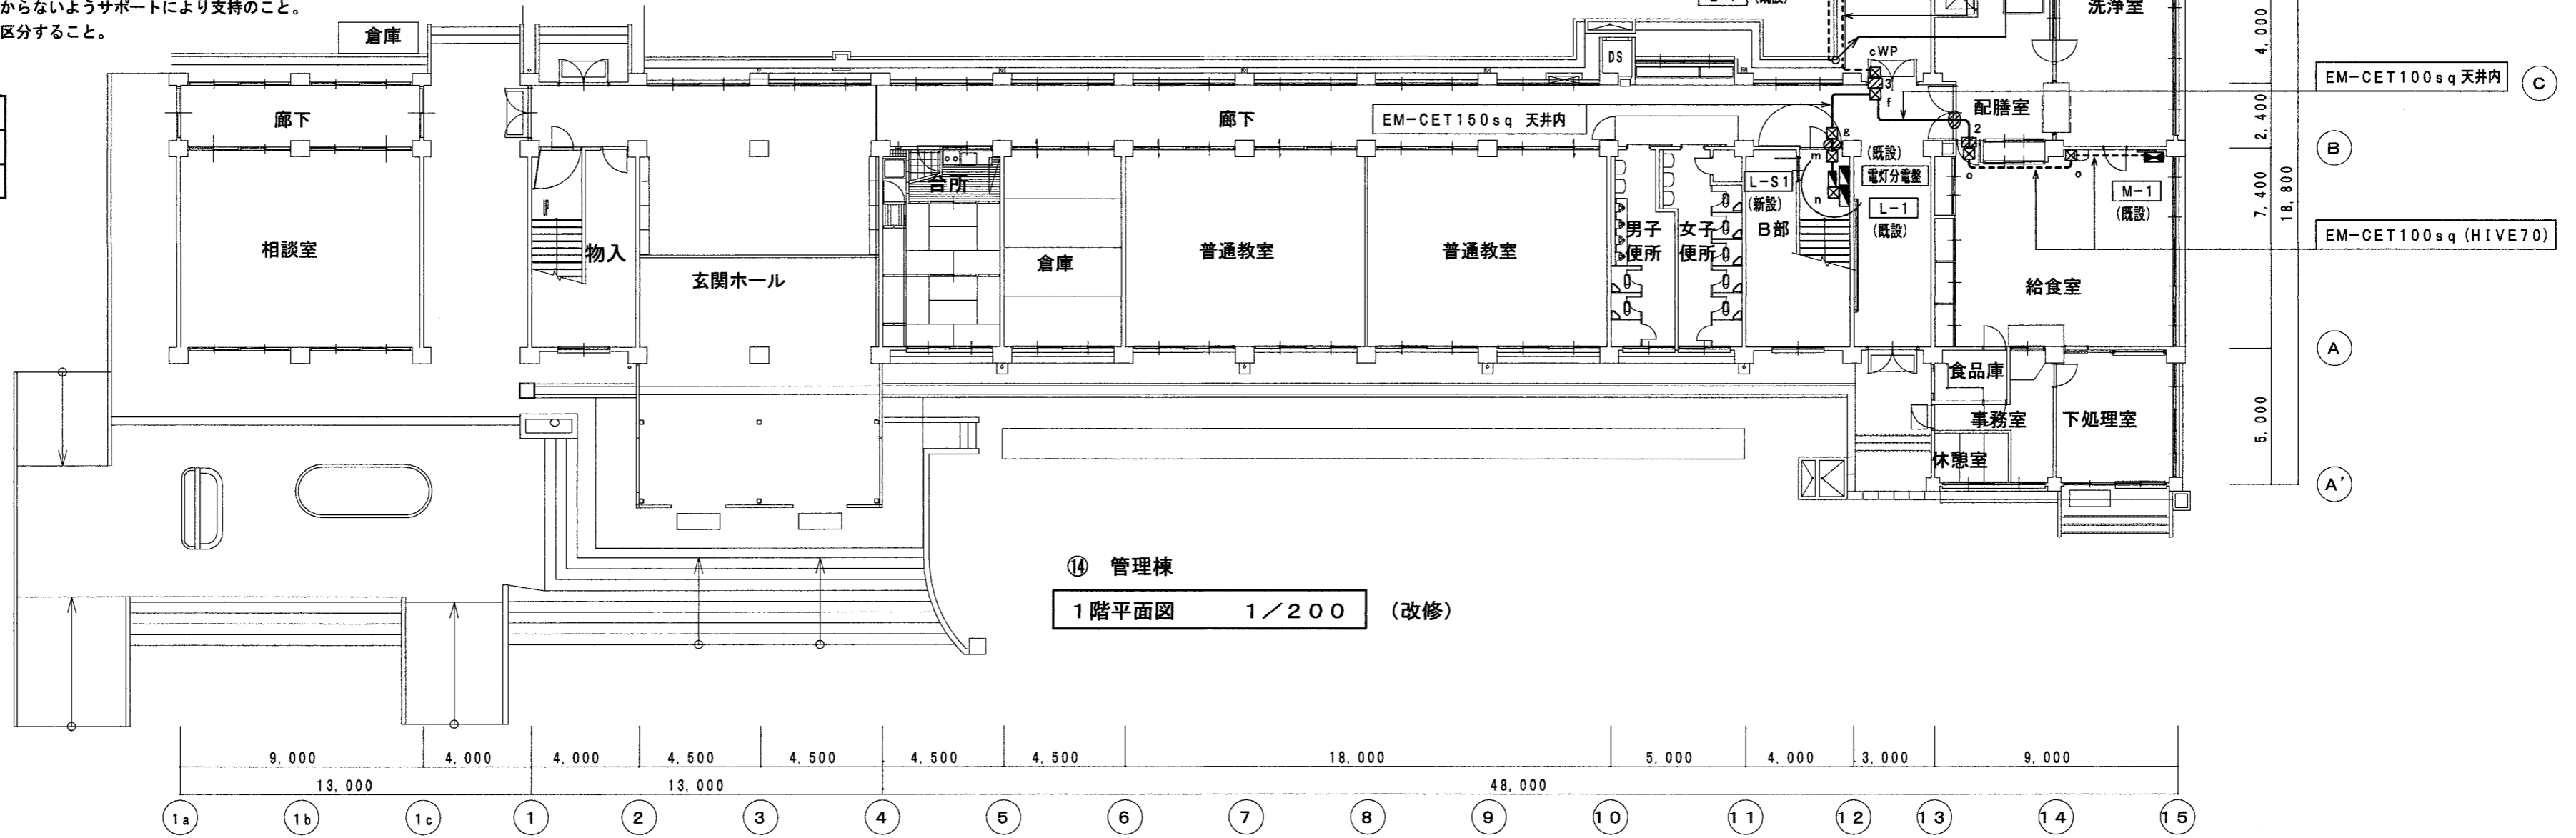 からないようサポートにより支持のこと。
区分すること。
倉庫
洗浄室
DS
cWP
3
f
配膳室
2
EM-CET100sq 天井内
C
4,000
2,400
7,400
5,000
18,800
廊下
EM-CET150sq 天井内
廊下
g
m
n
o
o
B
(既設)
電灯分電盤
L-1
(既設)
L-S1
(新設)
B部
M-1
(既設)
EM-CET100sq (HIVE70)
台所
相談室
物入
玄関ホール
倉庫
普通教室
普通教室
男子
便所
女子
便所
給食室
A
食品庫
事務室
下処理室
休憩室
A'
⑭ 管理棟
1階平面図 1/200 (改修)
9,000 4,000 4,000 4,500 4,500 4,500 4,500 18,000 5,000 4,000 3,000 9,000
13,000 13,000 48,000
1a 1b 1c 1 2 3 4 5 6 7 8 9 10 11 12 13 14 15